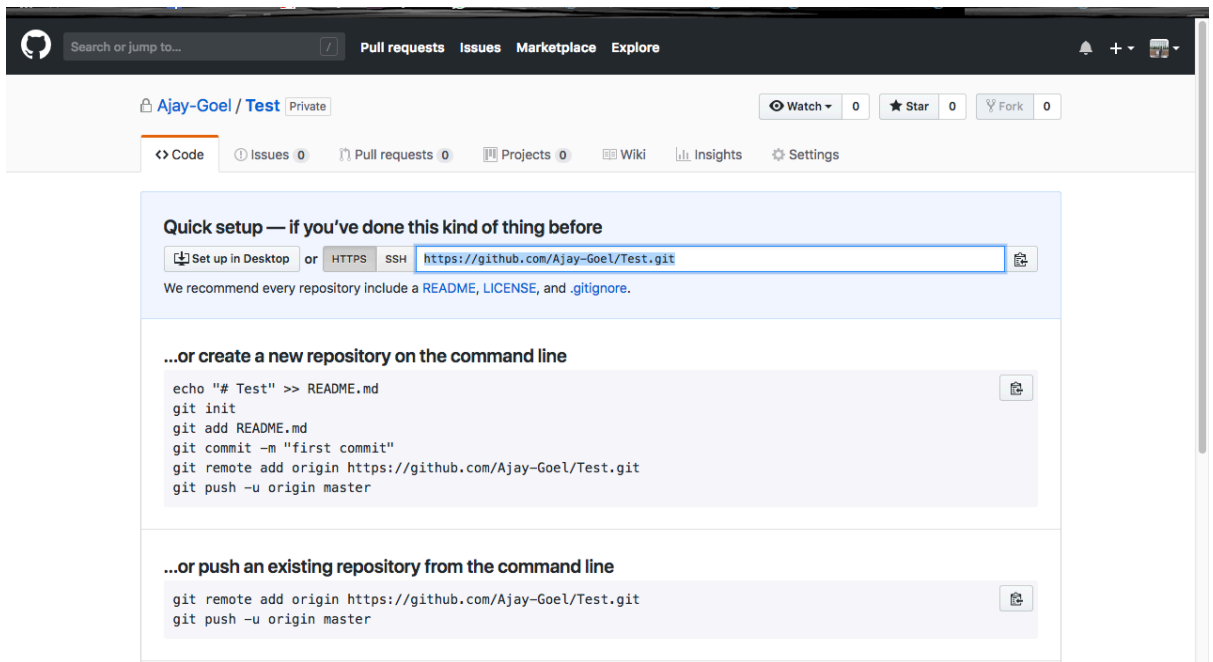 Search or jump to... / Pull requests Issues Marketplace Explore
Ajay-Goel / Test Private Watch 0 Star 0 Fork 0
<> Code Issues 0 Pull requests 0 Projects 0 Wiki Insights Settings
Quick setup — if you've done this kind of thing before
Set up in Desktop or HTTPS SSH https://github.com/Ajay-Goel/Test.git
We recommend every repository include a README, LICENSE, and .gitignore.
...or create a new repository on the command line
echo "# Test" >> README.md
git init
git add README.md
git commit -m "first commit"
git remote add origin https://github.com/Ajay-Goel/Test.git
git push -u origin master
...or push an existing repository from the command line
git remote add origin https://github.com/Ajay-Goel/Test.git
git push -u origin master